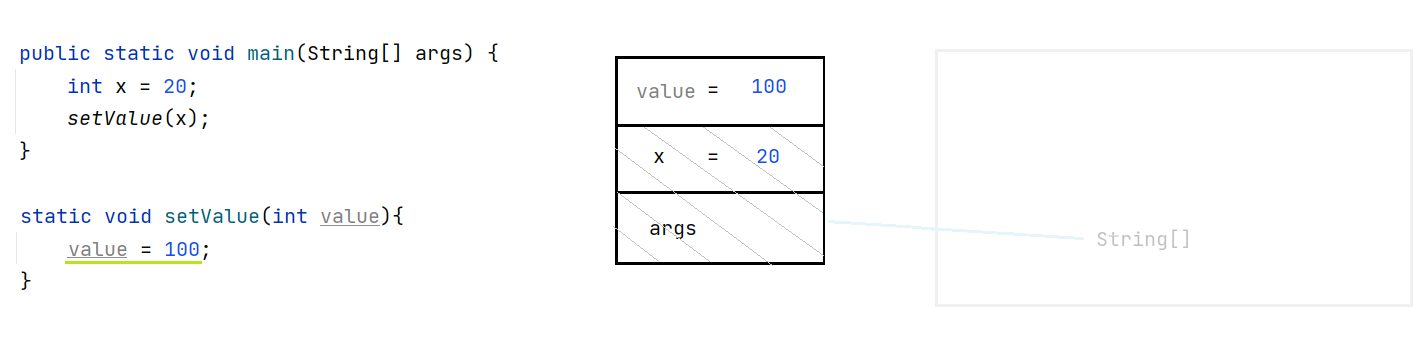 public static void main(String[] args) {
    int x = 20;
    setValue(x);
}
static void setValue(int value){
    value = 100;
}
value = 100
x = 20
args
String[]